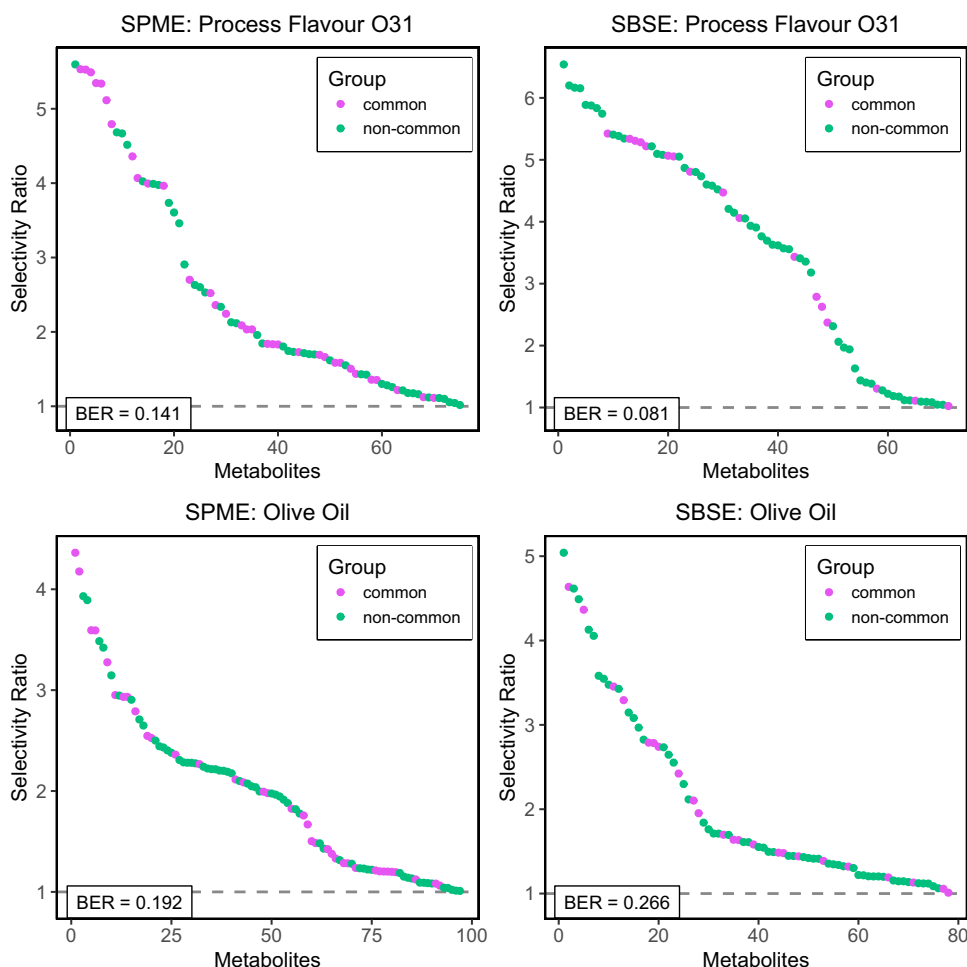 SPME: Process Flavour O31
Selectivity Ratio
5
4
3
2
1
Group
common
non-common
BER = 0.141
0 20 40 60
Metabolites
SBSE: Process Flavour O31
Selectivity Ratio
6
5
4
3
2
1
Group
common
non-common
BER = 0.081
0 20 40 60
Metabolites
SPME: Olive Oil
Selectivity Ratio
4
3
2
1
Group
common
non-common
BER = 0.192
0 25 50 75 100
Metabolites
SBSE: Olive Oil
Selectivity Ratio
5
4
3
2
1
Group
common
non-common
BER = 0.266
0 20 40 60 80
Metabolites